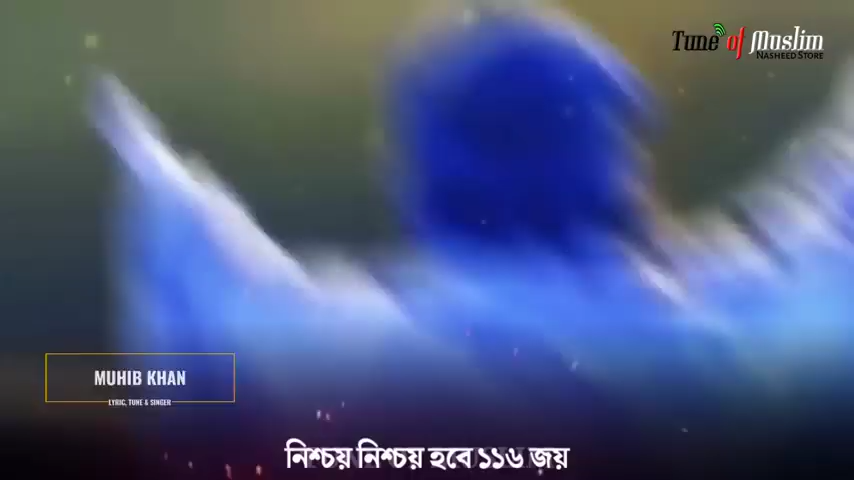 Tune of Muslim
NASHEED STORE
MUHIB KHAN
LYRIC, TUNE & SINGER
নিশ্চয় নিশ্চয় হবে ১১৬ জয়